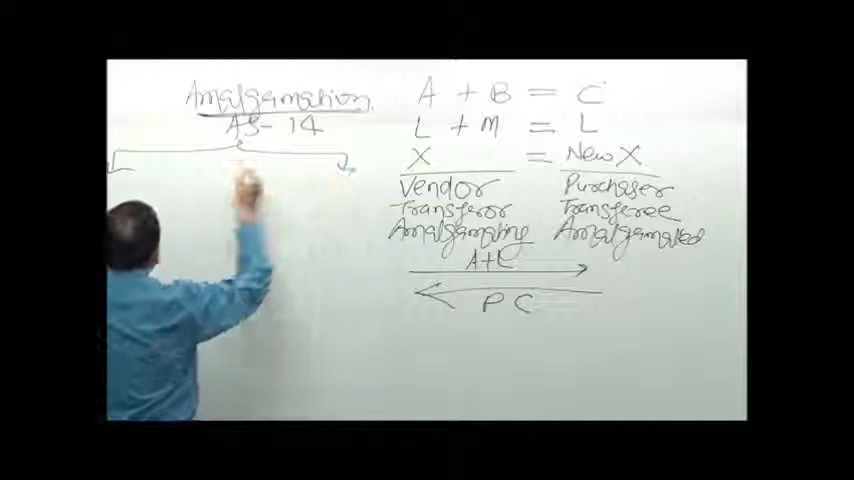 Amalgamation
AS-14
A + B = C
L + M = L
X = New X
Vendor Purchaser
Transferor Transferee
Amalgamating Amalgamated
A+L
PC